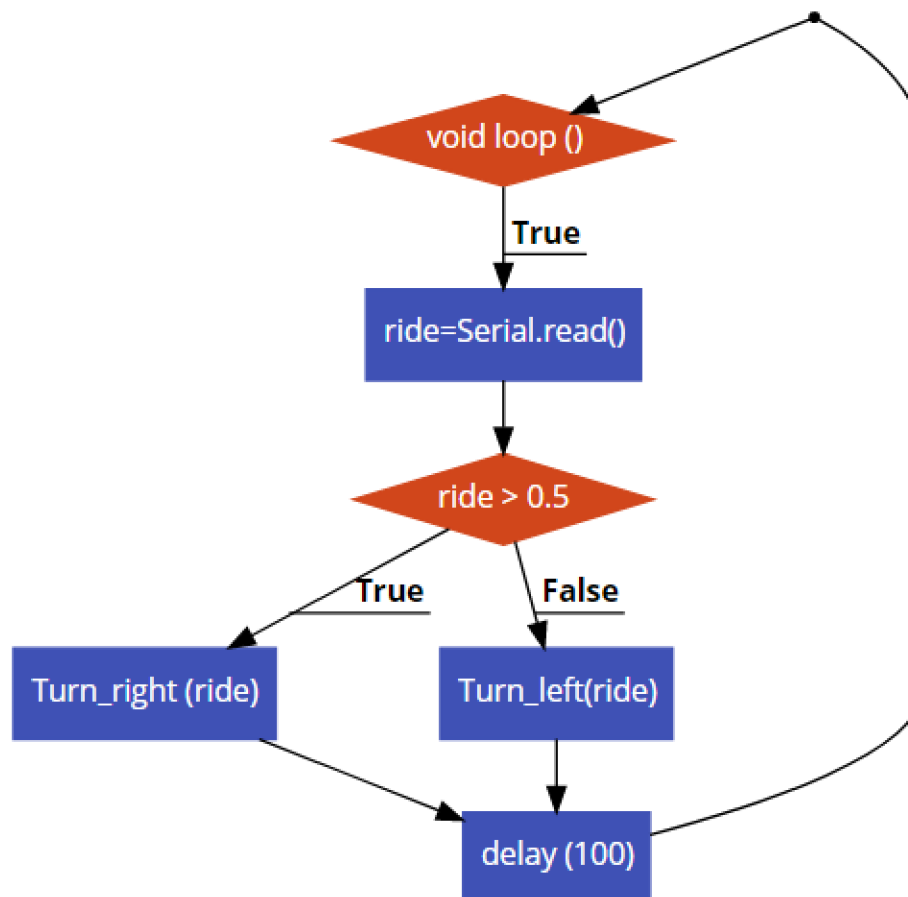 void loop ()
True
ride=Serial.read()
ride > 0.5
True
False
Turn_right (ride)
Turn_left(ride)
delay (100)